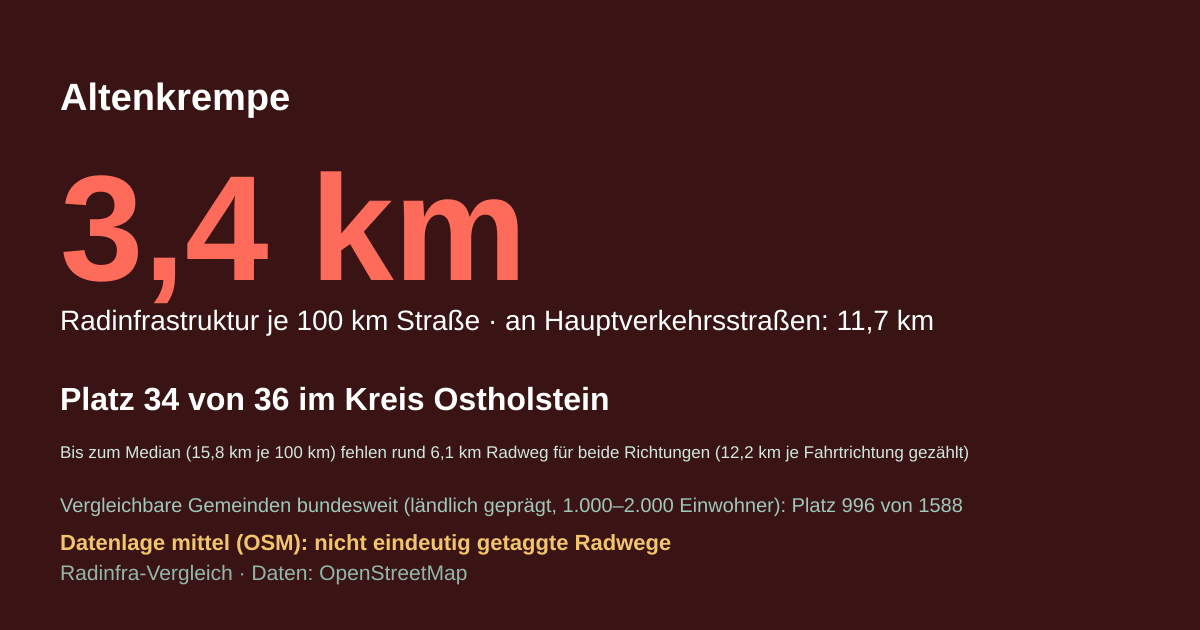 Altenkrempe
3,4 km
Radinfrastruktur je 100 km Straße · an Hauptverkehrsstraßen: 11,7 km
Platz 34 von 36 im Kreis Ostholstein
Bis zum Median (15,8 km je 100 km) fehlen rund 6,1 km Radweg für beide Richtungen (12,2 km je Fahrtrichtung gezählt)
Vergleichbare Gemeinden bundesweit (ländlich geprägt, 1.000–2.000 Einwohner): Platz 996 von 1588
Datenlage mittel (OSM): nicht eindeutig getaggte Radwege
Radinfra-Vergleich · Daten: OpenStreetMap